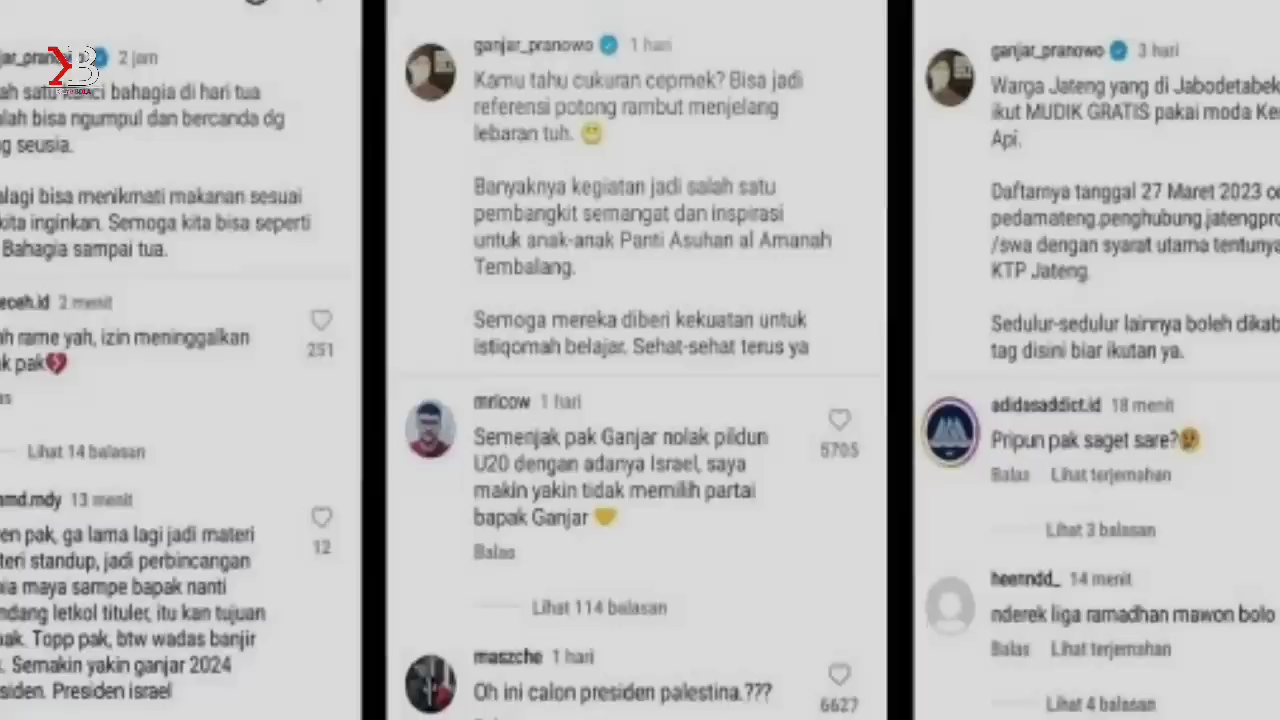 2 jam
satu kunci bahagia di hari tua
alah bisa ngumpul dan bercanda dg
g seusia.
alagi bisa menikmati makanan sesuai
kita inginkan. Semoga kita bisa seperti
Bahagia sampai tua.
eceh.id 2 menit
ah rame yah, izin meninggalkan
k pak💔
251
as
Lihat 14 balasan
amd.mdy 13 menit
ren pak, ga lama lagi jadi materi
teri standup, jadi perbincangan
nia maya sampe bapak nanti
ndang letkol tituler, itu kan tujuan
ak. Topp pak, btw wadas banjir
. Semakin yakin ganjar 2024
siden. Presiden israel
12
ganjar_pranowo 1 hari
Kamu tahu cukuran cepmek? Bisa jadi
referensi potong rambut menjelang
lebaran tuh. 😁
Banyaknya kegiatan jadi salah satu
pembangkit semangat dan inspirasi
untuk anak-anak Panti Asuhan al Amanah
Tembalang.
Semoga mereka diberi kekuatan untuk
istiqomah belajar. Sehat-sehat terus ya
mricow 1 hari
Semenjak pak Ganjar nolak pildun
U20 dengan adanya Israel, saya
makin yakin tidak memilih partai
bapak Ganjar 💛
5705
Balas
Lihat 114 balasan
maszche 1 hari
Oh ini calon presiden palestina.???
6627
ganjar_pranowo 3 hari
Warga Jateng yang di Jabodetabek
ikut MUDIK GRATIS pakai moda Ke
Api.
Daftarnya tanggal 27 Maret 2023
pedamateng.penghubung.jatengpro
/swa dengan syarat utama tentunya
KTP Jateng.
Sedulur-sedulur lainnya boleh dikab
tag disini biar ikutan ya.
adidasaddict.id 18 menit
Pripun pak saget sare?🤨
Balas Lihat terjemahan
Lihat 3 balasan
heenndd_ 14 menit
nderek liga ramadhan mawon bolo
Balas Lihat terjemahan
Lihat 4 balasan